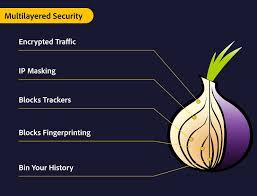 Multilayered Security
Encrypted Traffic
IP Masking
Blocks Trackers
Blocks Fingerprinting
Bin Your History